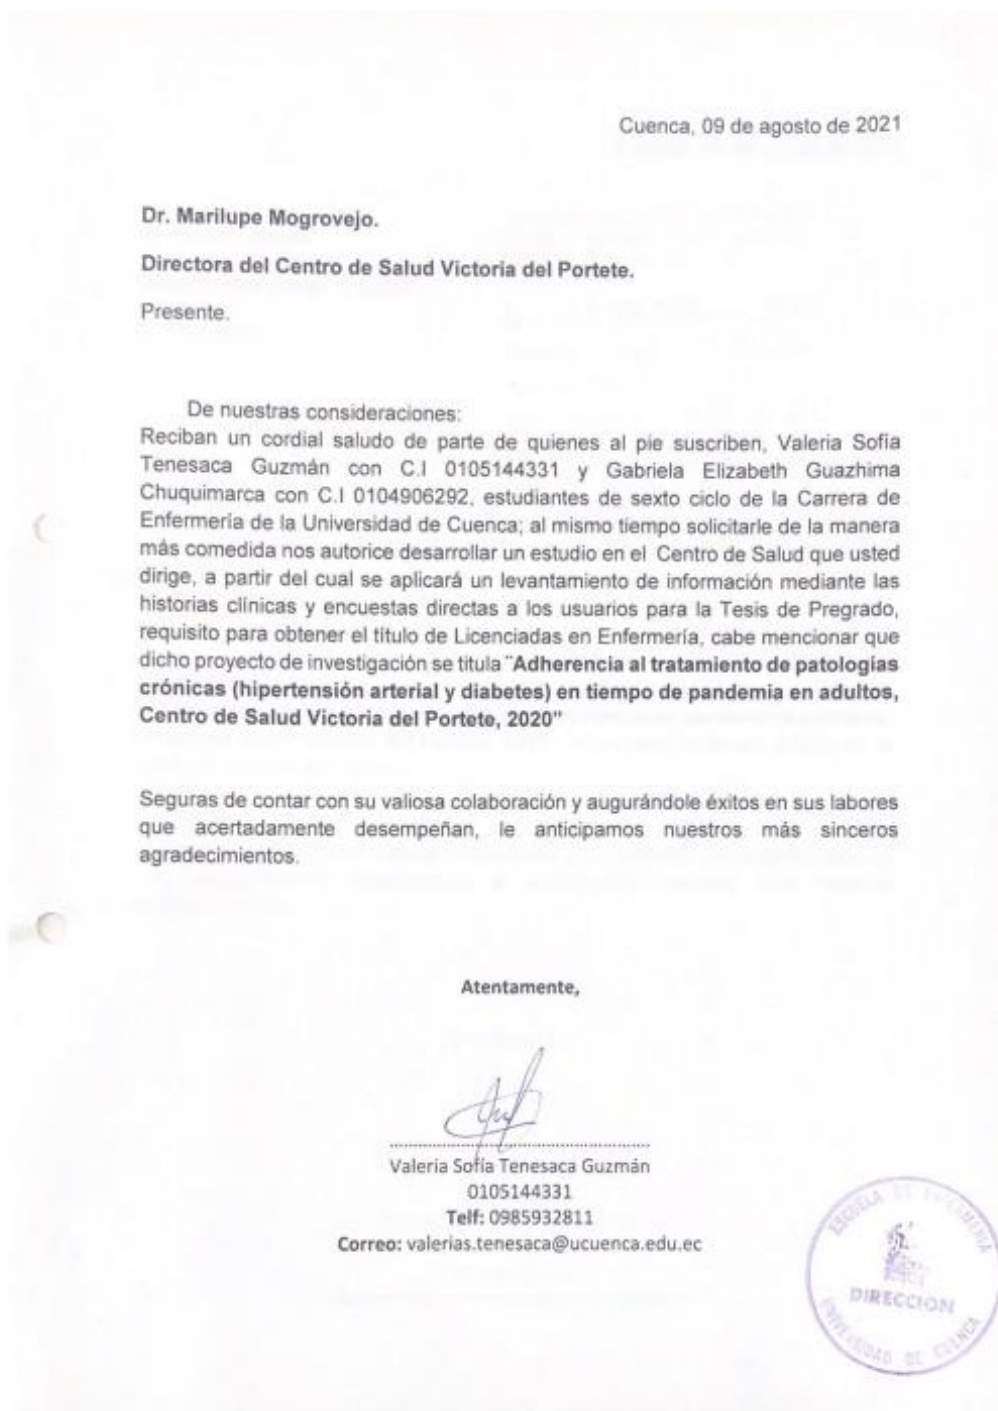 Cuenca, 09 de agosto de 2021
Dr. Marilupe Mogrovejo.
Directora del Centro de Salud Victoria del Portete.
Presente.
De nuestras consideraciones:
Reciban un cordial saludo de parte de quienes al pie suscriben, Valeria Sofía
Tenesaca Guzmán con C.I 0105144331 y Gabriela Elizabeth Guazhima
Chuquimarca con C.I 0104906292, estudiantes de sexto ciclo de la Carrera de
Enfermería de la Universidad de Cuenca; al mismo tiempo solicitarle de la manera
más comedida nos autorice desarrollar un estudio en el Centro de Salud que usted
dirige, a partir del cual se aplicará un levantamiento de información mediante las
historias clínicas y encuestas directas a los usuarios para la Tesis de Pregrado,
requisito para obtener el título de Licenciadas en Enfermería, cabe mencionar que
dicho proyecto de investigación se titula ¨Adherencia al tratamiento de patologías
crónicas (hipertensión arterial y diabetes) en tiempo de pandemia en adultos,
Centro de Salud Victoria del Portete, 2020"
Seguras de contar con su valiosa colaboración y augurándole éxitos en sus labores
que acertadamente desempeñan, le anticipamos nuestros más sinceros
agradecimientos.
Atentamente,
Valeria Sofía Tenesaca Guzmán
0105144331
Telf: 0985932811
Correo: valerias.tenesaca@ucuenca.edu.ec
ESCUELA DE ENFERMERIA
DIRECCION
UNIVERSIDAD DE CUENCA